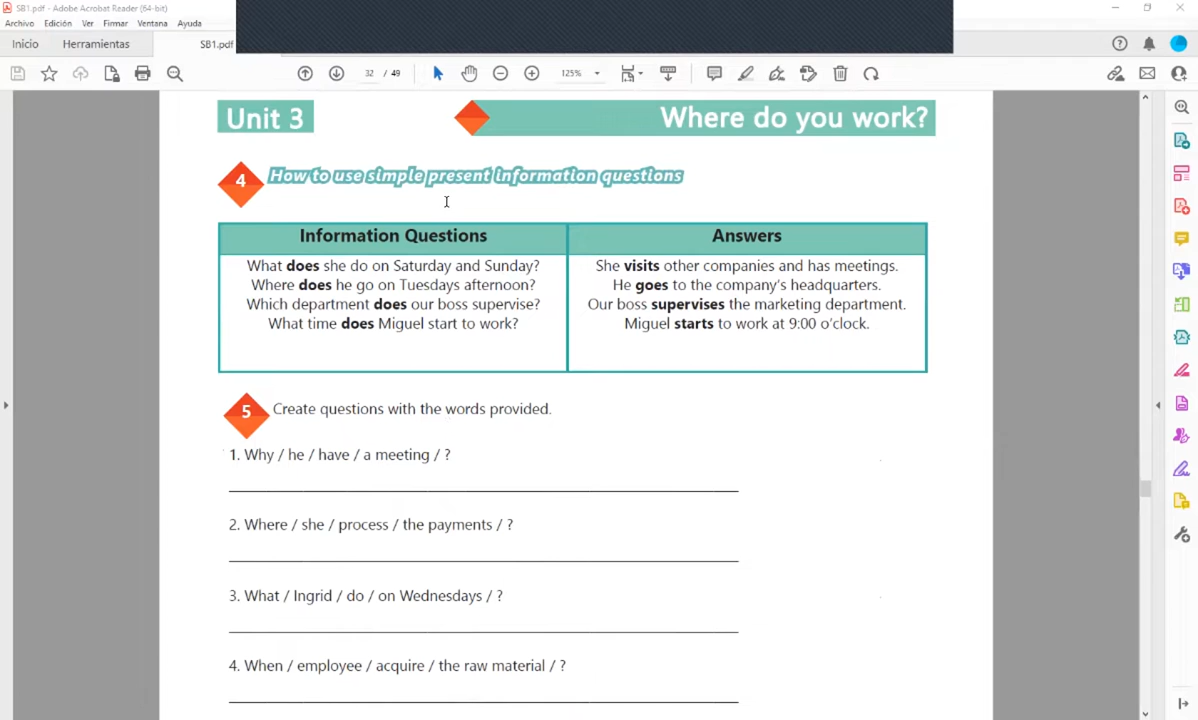 SB1.pdf - Adobe Acrobat Reader (64-bit)
Archivo Edición Ver Firmar Ventana Ayuda
Inicio Herramientas SB1.pdf
32 / 49 125%
Unit 3 Where do you work?
4 How to use simple present information questions
Information Questions Answers
What does she do on Saturday and Sunday? She visits other companies and has meetings.
Where does he go on Tuesdays afternoon? He goes to the company's headquarters.
Which department does our boss supervise? Our boss supervises the marketing department.
What time does Miguel start to work? Miguel starts to work at 9:00 o'clock.
5 Create questions with the words provided.
1. Why / he / have / a meeting / ?
2. Where / she / process / the payments / ?
3. What / Ingrid / do / on Wednesdays / ?
4. When / employee / acquire / the raw material / ?